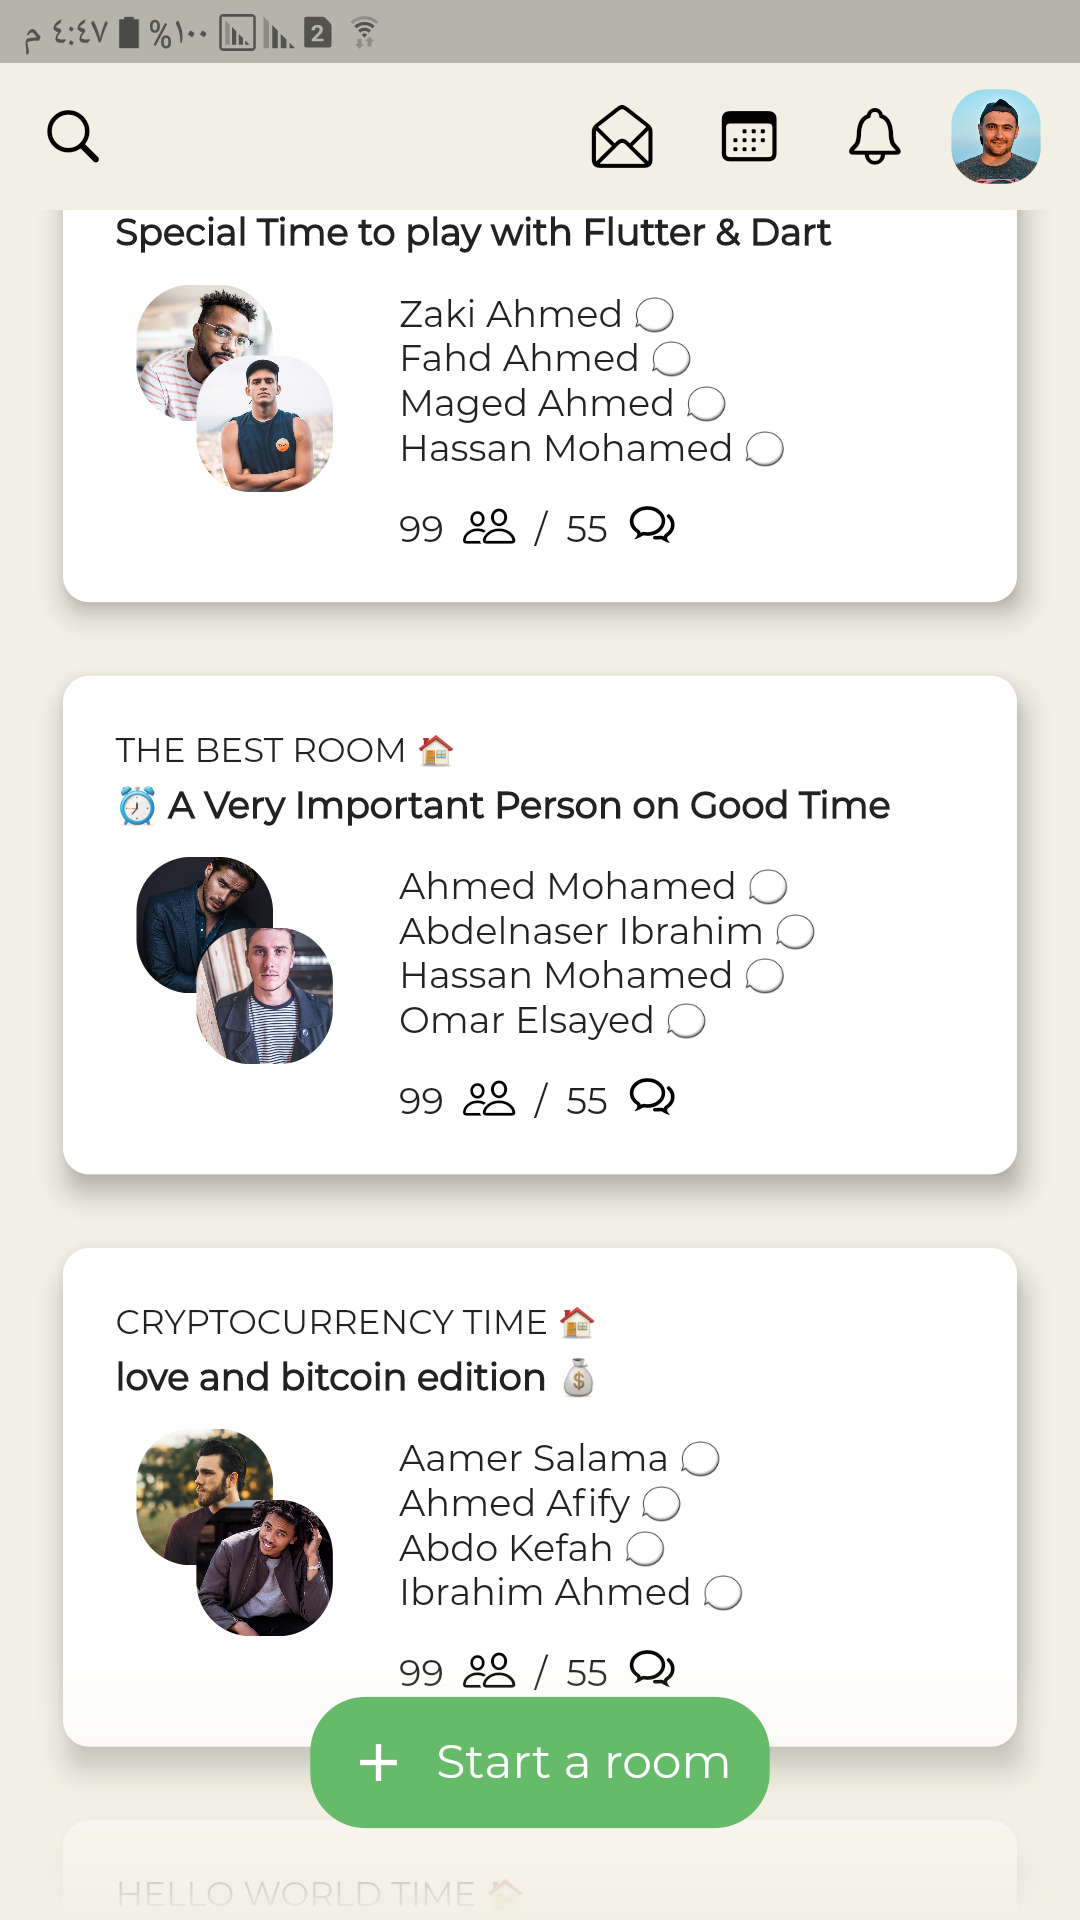 م ٤:٤٧ %١٠٠ 2
Special Time to play with Flutter & Dart
Zaki Ahmed 💬
Fahd Ahmed 💬
Maged Ahmed 💬
Hassan Mohamed 💬
99 / 55
THE BEST ROOM 🏠
⏰ A Very Important Person on Good Time
Ahmed Mohamed 💬
Abdelnaser Ibrahim 💬
Hassan Mohamed 💬
Omar Elsayed 💬
99 / 55
CRYPTOCURRENCY TIME 🏠
love and bitcoin edition 💰
Aamer Salama 💬
Ahmed Afify 💬
Abdo Kefah 💬
Ibrahim Ahmed 💬
99 / 55
+ Start a room
HELLO WORLD TIME 🏠